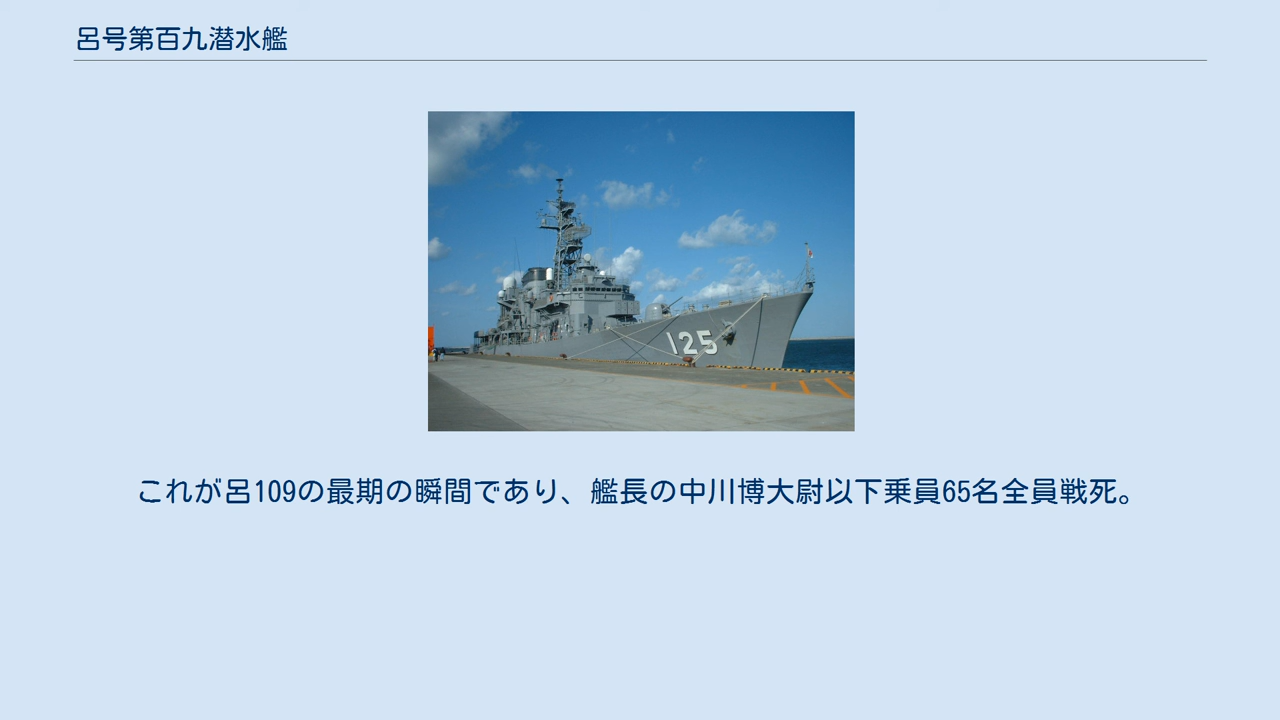 呂号第百九潜水艦
125
これが呂109の最期の瞬間であり、艦長の中川博大尉以下乗員65名全員戦死。